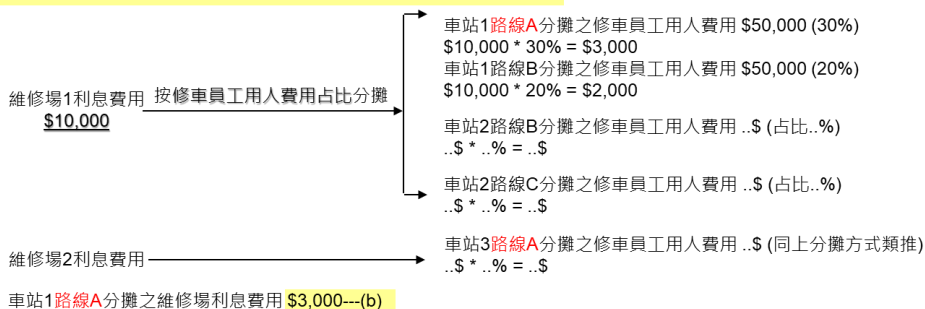 車站1路線A分攤之修車員工用人費用 $50,000 (30%)
$10,000 * 30% = $3,000
車站1路線B分攤之修車員工用人費用 $50,000 (20%)
$10,000 * 20% = $2,000
維修場1利息費用
按修車員工用人費用占比分攤
$10,000
車站2路線B分攤之修車員工用人費用 ..$ (占比..%)
..$ * ..% = ..$
車站2路線C分攤之修車員工用人費用 ..$ (占比..%)
..$ * ..% = ..$
維修場2利息費用
車站3路線A分攤之修車員工用人費用 ..$ (同上分攤方式類推)
..$ * ..% = ..$
車站1路線A分攤之維修場利息費用 $3,000---(b)